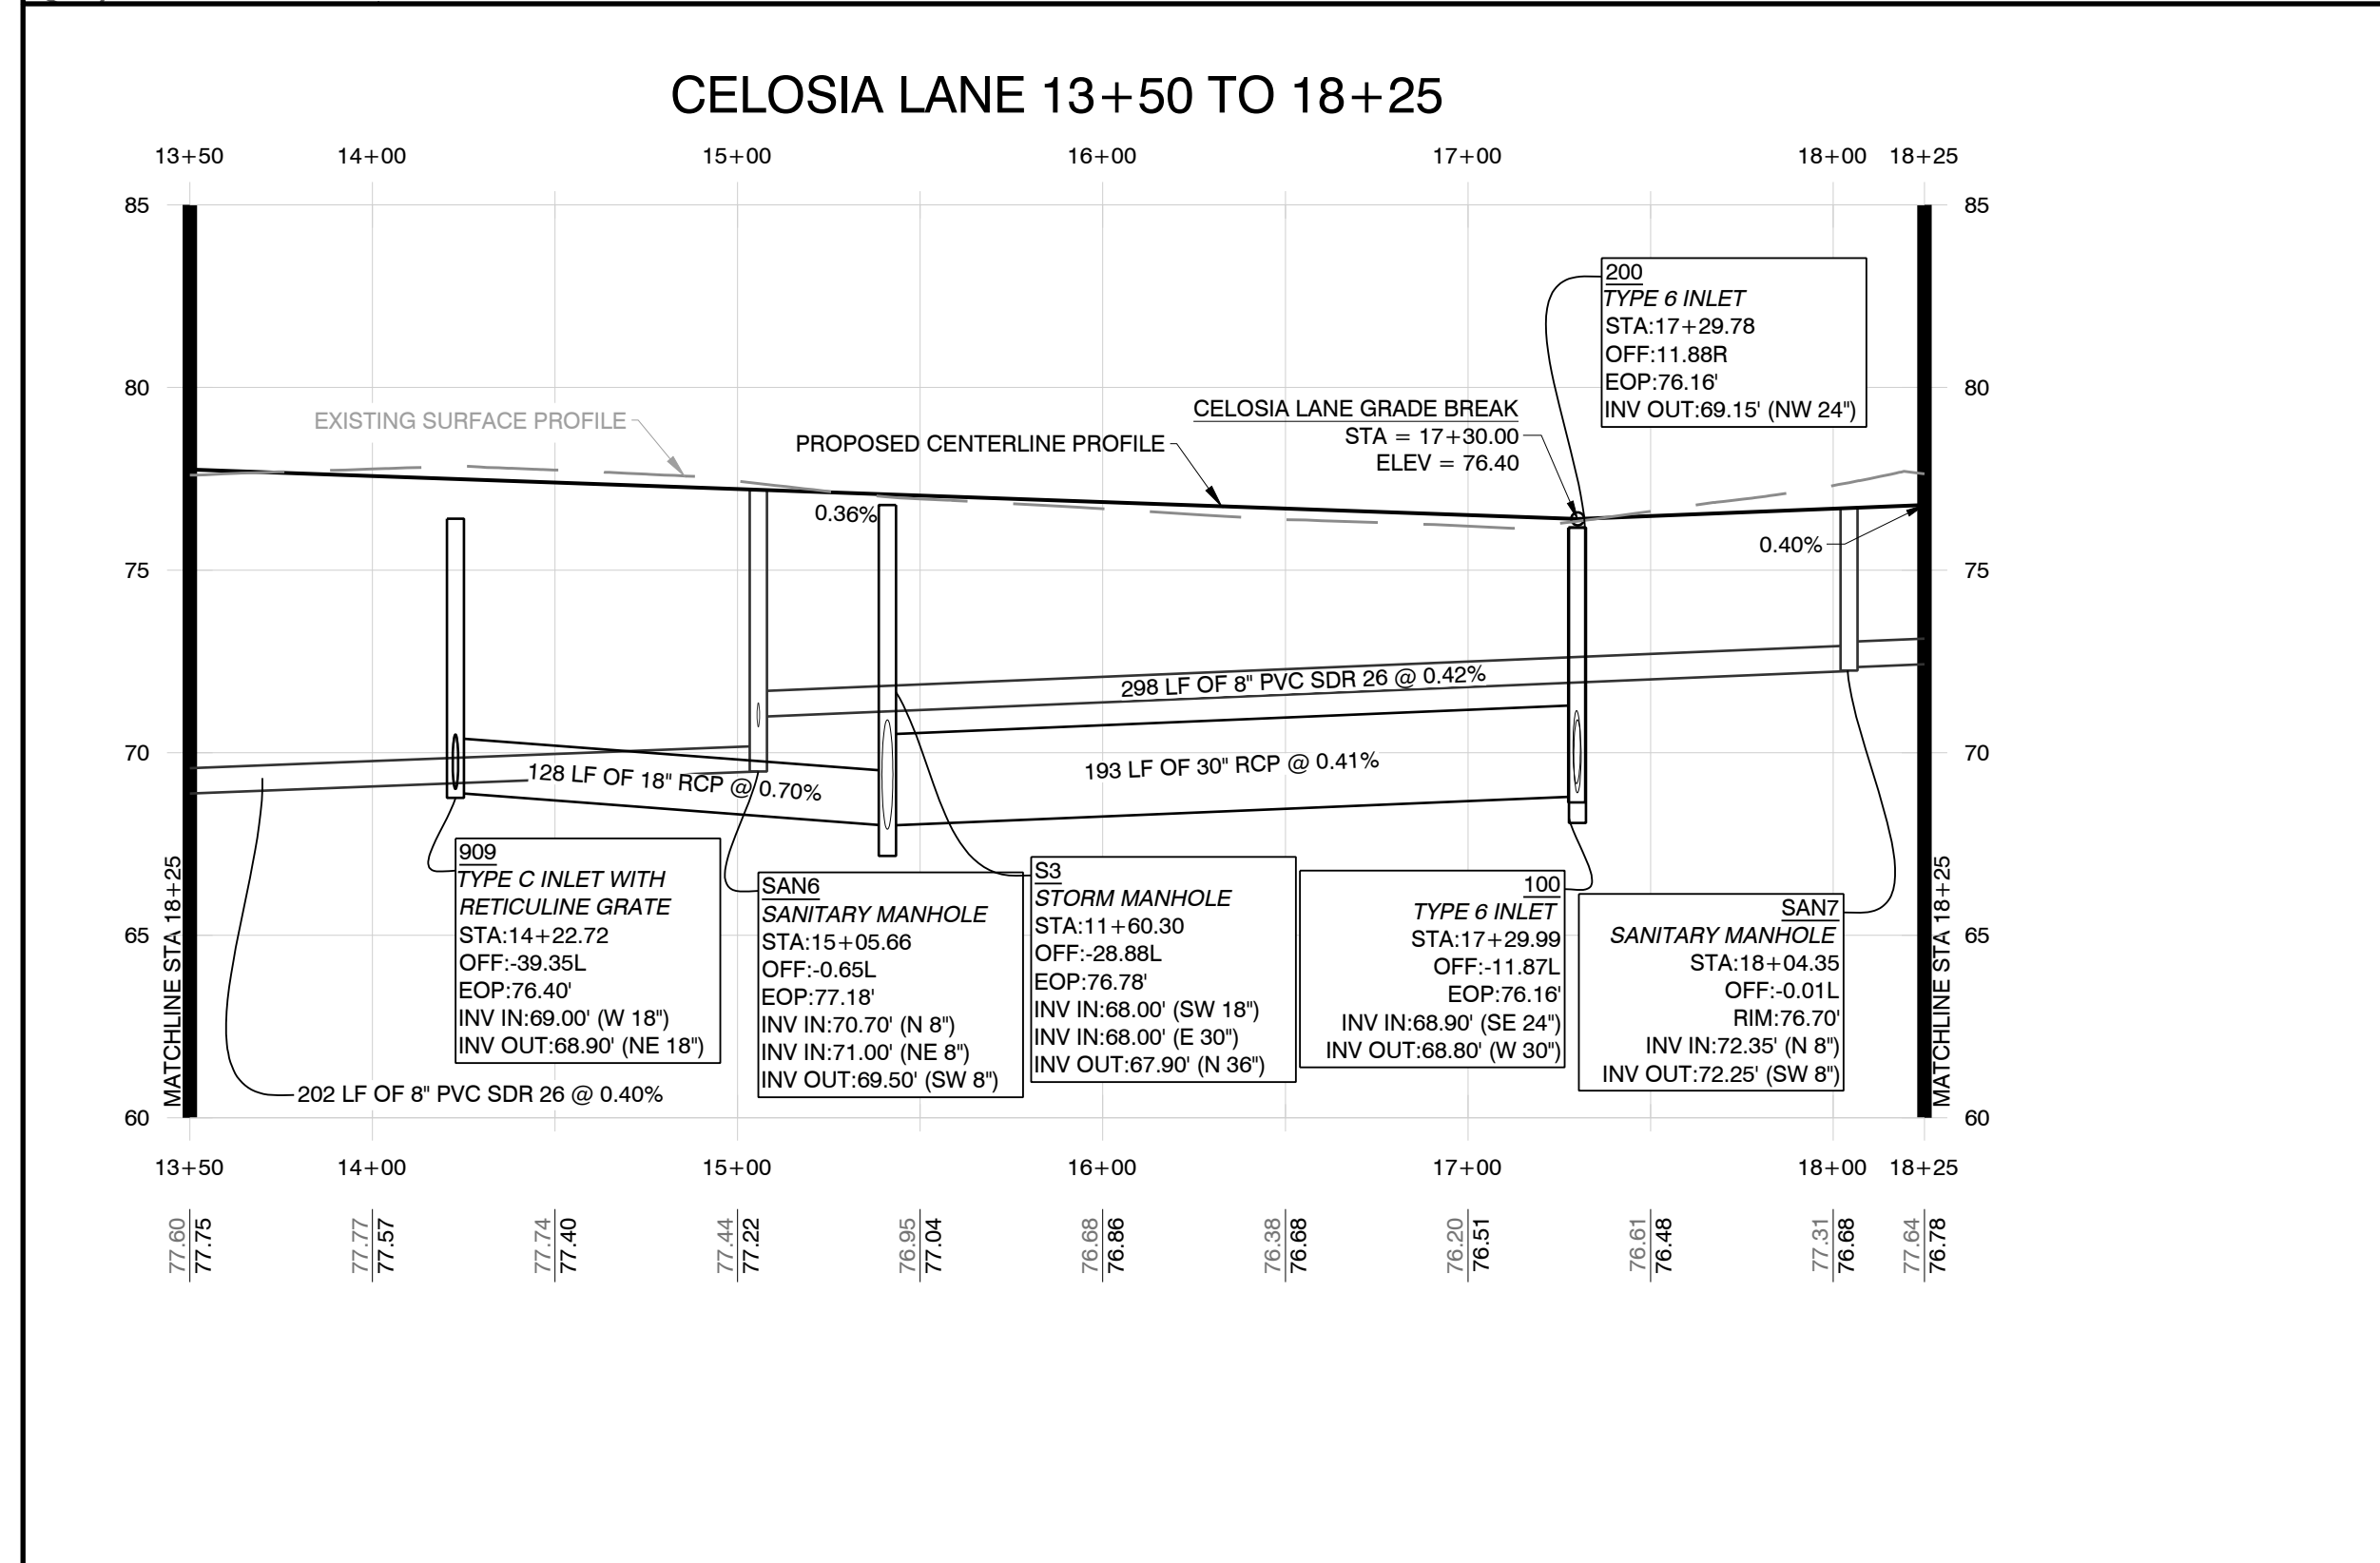 CELOSIA LANE 13+50 TO 18+25
13+50 14+00 15+00 16+00 17+00 18+00 18+25
85 85
80 80
75 75
70 70
65 65
60 60
200
TYPE 6 INLET
STA:17+29.78
OFF:11.88R
EOP:76.16'
INV OUT:69.15' (NW 24")
EXISTING SURFACE PROFILE
PROPOSED CENTERLINE PROFILE
CELOSIA LANE GRADE BREAK
STA = 17+30.00
ELEV = 76.40
0.36%
0.40%
298 LF OF 8" PVC SDR 26 @ 0.42%
128 LF OF 18" RCP @ 0.70%
193 LF OF 30" RCP @ 0.41%
909
TYPE C INLET WITH
RETICULINE GRATE
STA:14+22.72
OFF:-39.35L
EOP:76.40'
INV IN:69.00' (W 18")
INV OUT:68.90' (NE 18")
SAN6
SANITARY MANHOLE
STA:15+05.66
OFF:-0.65L
EOP:77.18'
INV IN:70.70' (N 8")
INV IN:71.00' (NE 8")
INV OUT:69.50' (SW 8")
S3
STORM MANHOLE
STA:11+60.30
OFF:-28.88L
EOP:76.78'
INV IN:68.00' (SW 18")
INV IN:68.00' (E 30")
INV OUT:67.90' (N 36")
100
TYPE 6 INLET
STA:17+29.99
OFF:-11.87L
EOP:76.16'
INV IN:68.90' (SE 24")
INV OUT:68.80' (W 30")
SAN7
SANITARY MANHOLE
STA:18+04.35
OFF:-0.01L
RIM:76.70'
INV IN:72.35' (N 8")
INV OUT:72.25' (SW 8")
202 LF OF 8" PVC SDR 26 @ 0.40%
MATCHLINE STA 18+25
MATCHLINE STA 18+25
13+50 14+00 15+00 16+00 17+00 18+00 18+25
77.60
77.75
77.77
77.57
77.74
77.40
77.44
77.22
76.95
77.04
76.68
76.86
76.38
76.68
76.20
76.51
76.61
76.48
77.31
76.68
77.64
76.78